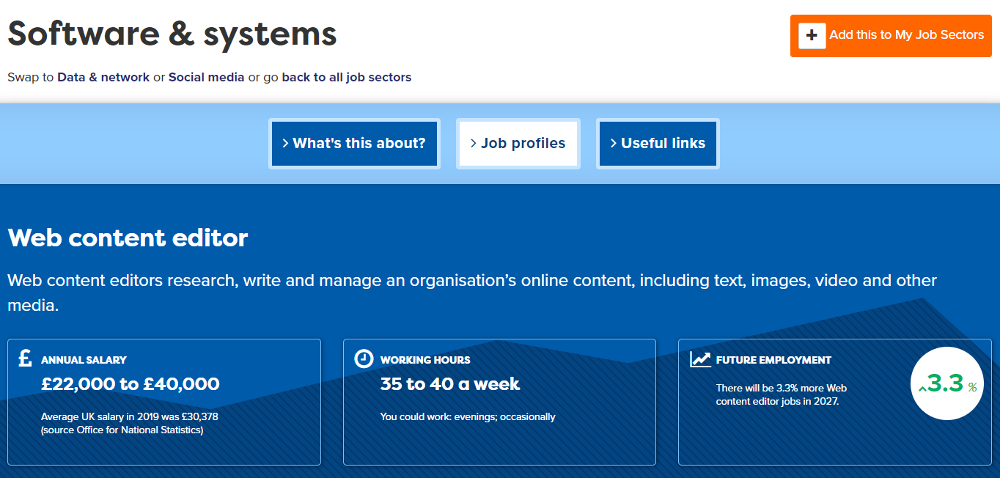 Software & systems
+ Add this to My Job Sectors
Swap to Data & network or Social media or go back to all job sectors
> What's this about?
> Job profiles
> Useful links
Web content editor
Web content editors research, write and manage an organisation’s online content, including text, images, video and other
media.
£ ANNUAL SALARY
£22,000 to £40,000
Average UK salary in 2019 was £30,378
(source Office for National Statistics)
WORKING HOURS
35 to 40 a week
You could work: evenings; occasionally
FUTURE EMPLOYMENT
There will be 3.3% more Web
content editor jobs in 2027.
^3.3 %